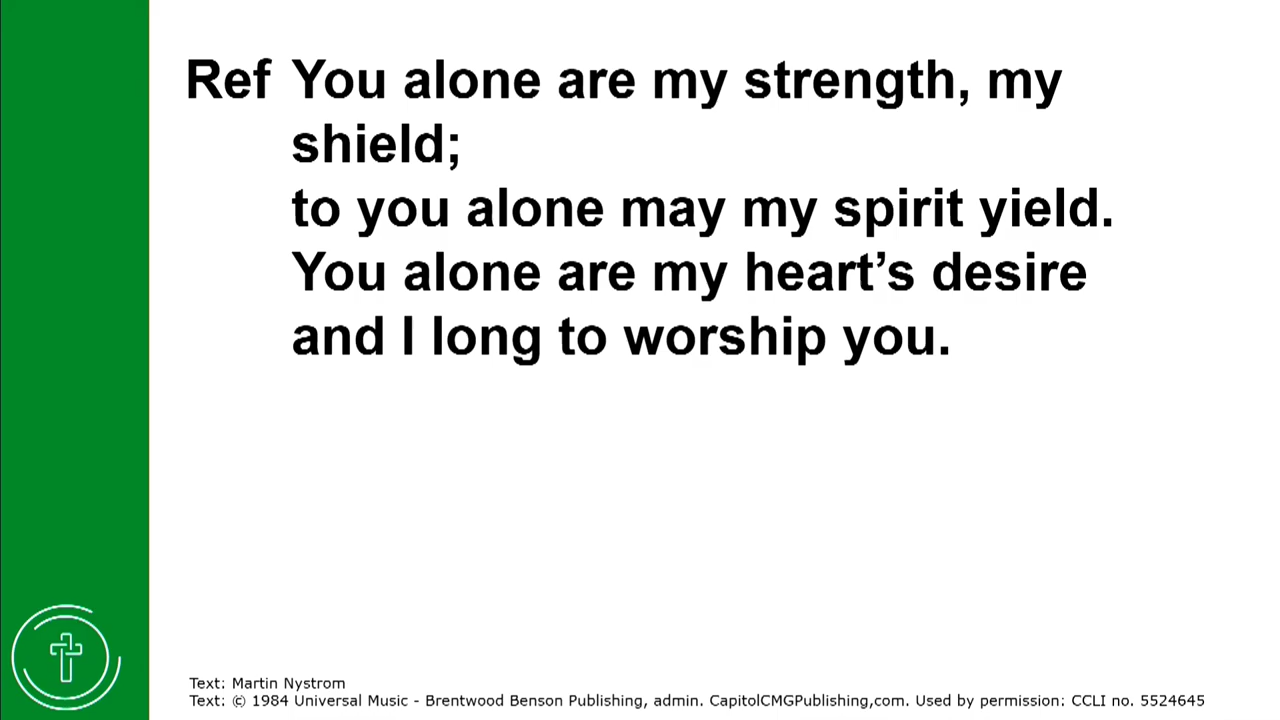 Ref You alone are my strength, my
shield;
to you alone may my spirit yield.
You alone are my heart’s desire
and I long to worship you.
Text: Martin Nystrom
Text: © 1984 Universal Music - Brentwood Benson Publishing, admin. CapitolCMGPublishing,com. Used by permission: CCLI no. 5524645